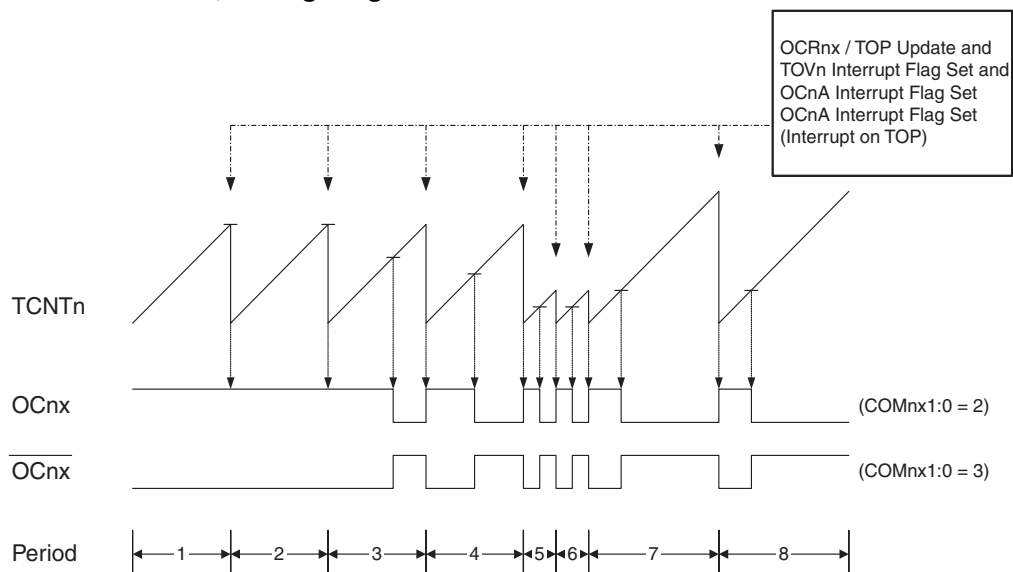 OCRnx / TOP Update and
TOVn Interrupt Flag Set and
OCnA Interrupt Flag Set
OCnA Interrupt Flag Set
(Interrupt on TOP)
TCNTn
OCnx
(COMnx1:0 = 2)
OCnx
(COMnx1:0 = 3)
Period
1 2 3 4 5 6 7 8